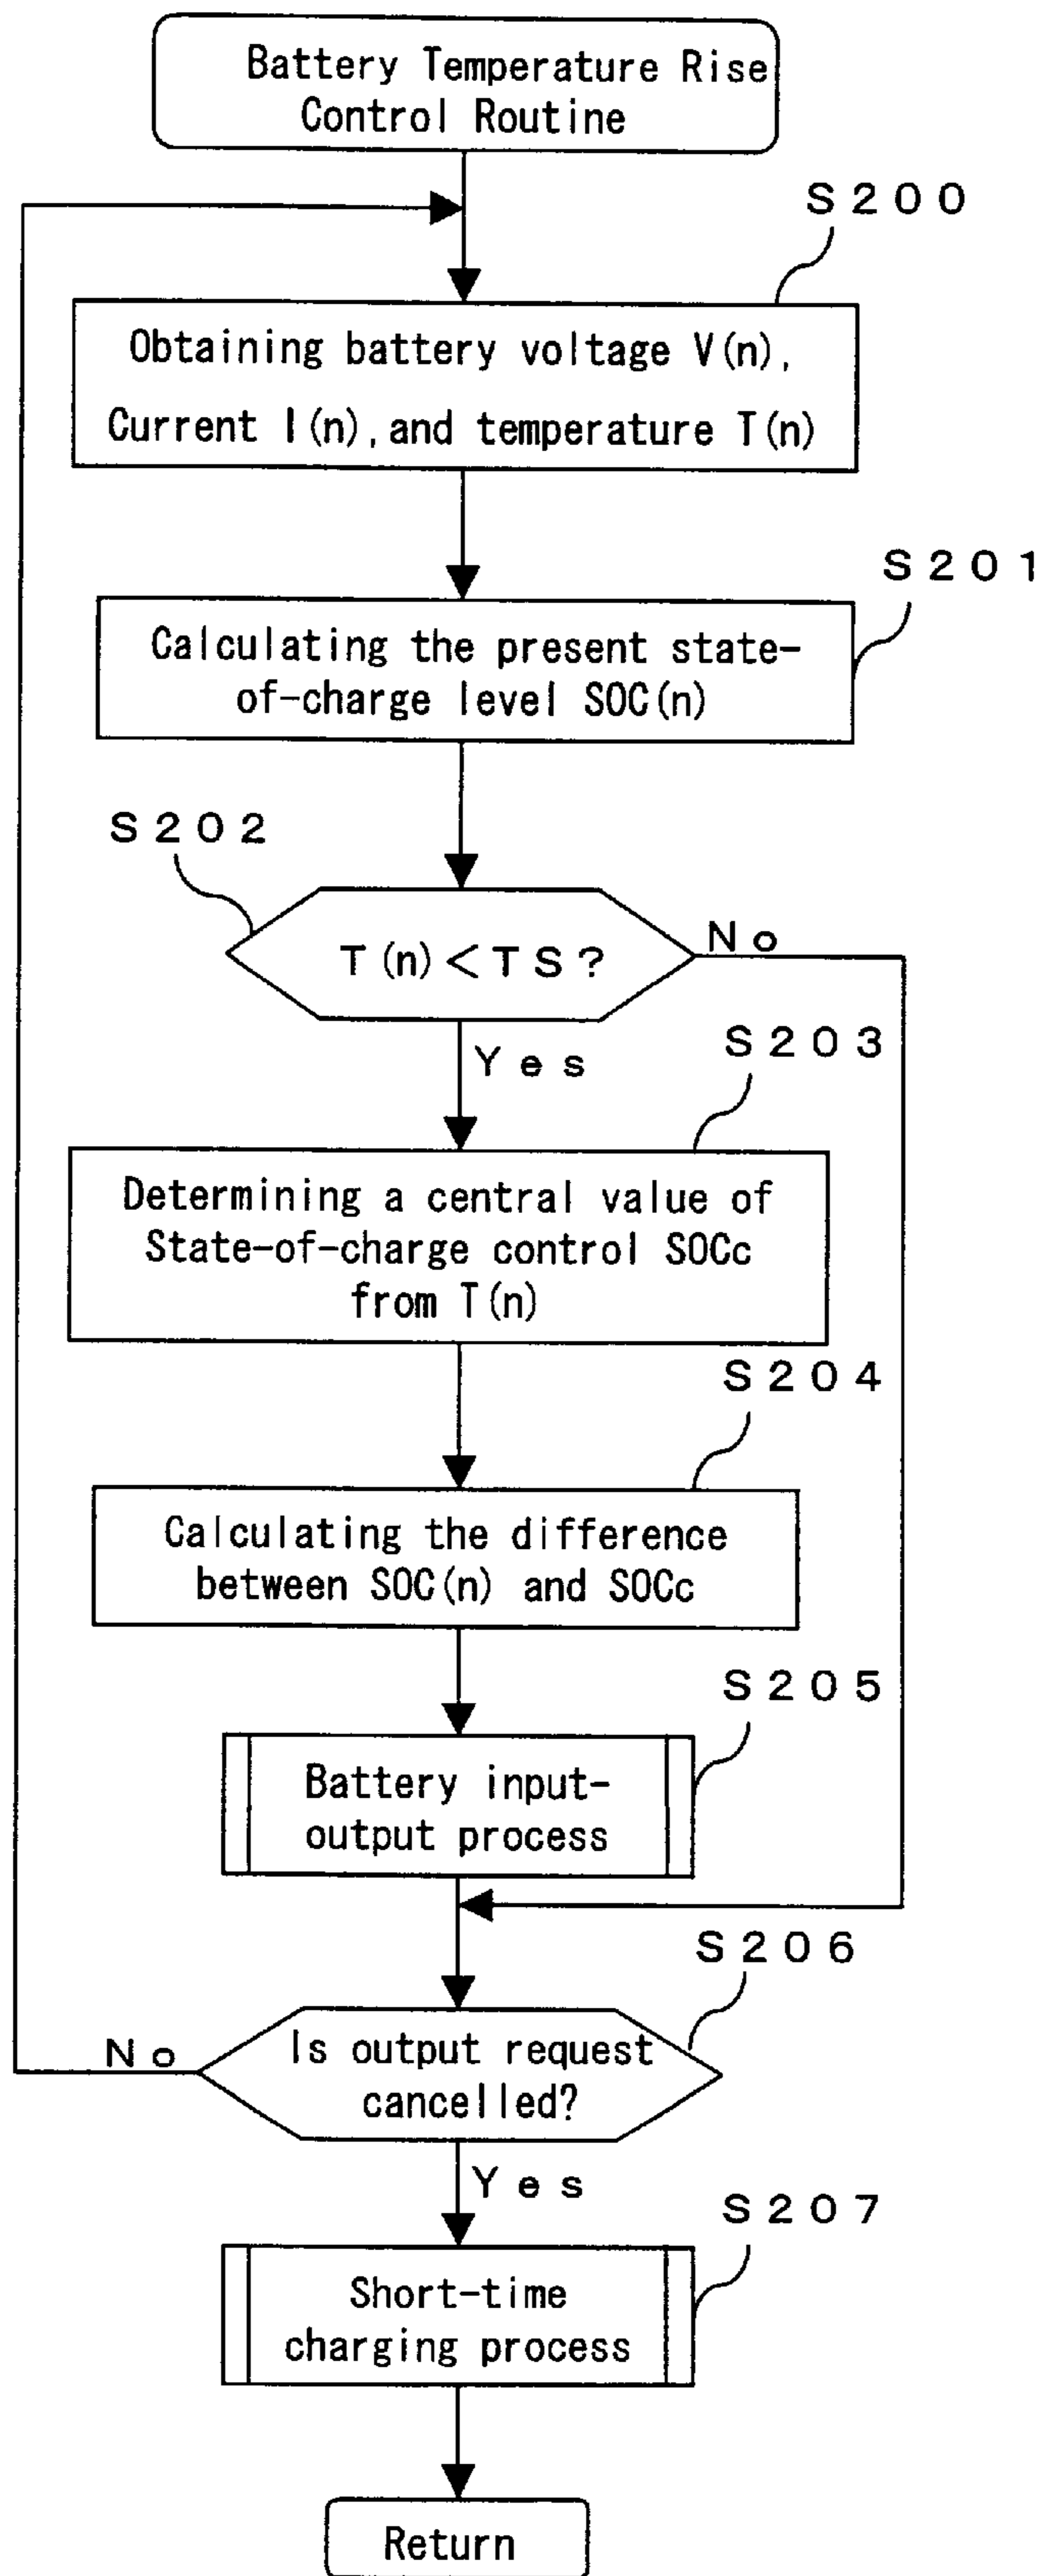 Battery Temperature Rise
Control Routine
S200
Obtaining battery voltage V(n),
Current I(n), and temperature T(n)
S201
Calculating the present state-
of-charge level SOC(n)
S202
T(n)<TS?
No
Yes
S203
Determining a central value of
State-of-charge control SOCc
from T(n)
S204
Calculating the difference
between SOC(n) and SOCc
S205
Battery input-
output process
S206
Is output request
cancelled?
No
Yes
S207
Short-time
charging process
Return